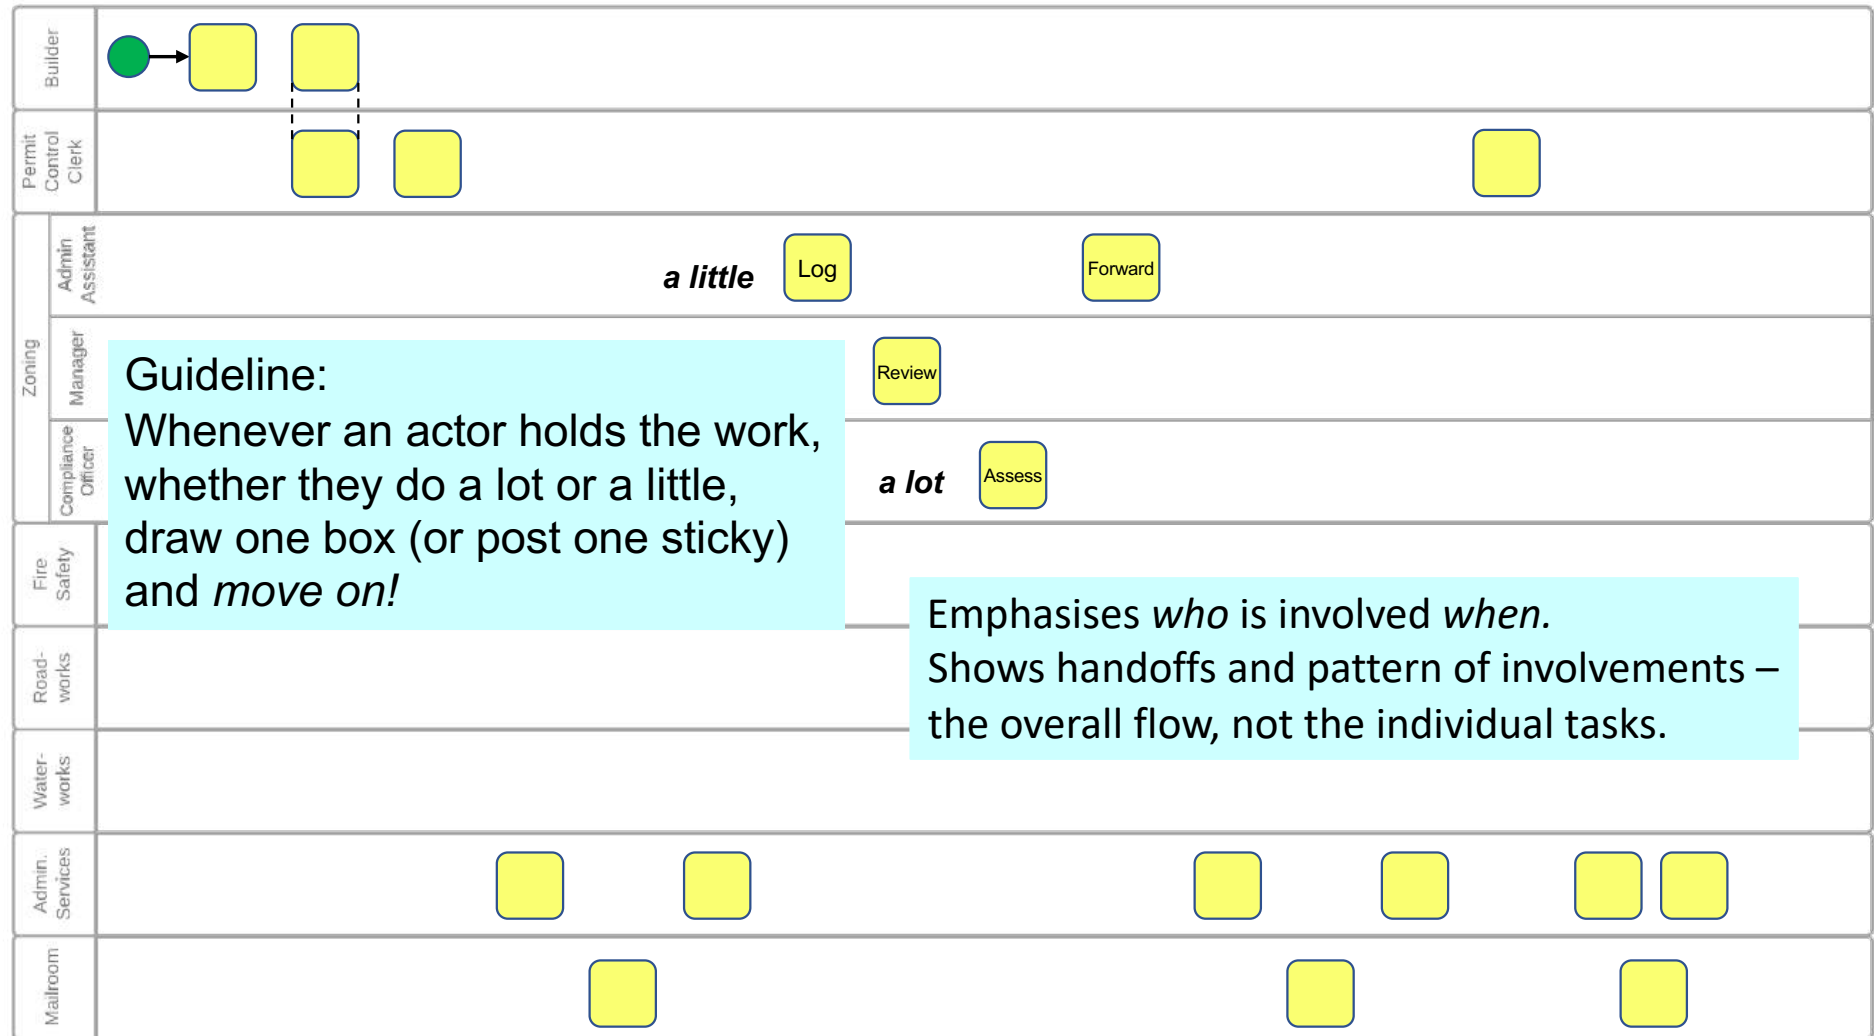 Builder
Permit
Control
Clerk
Zoning
Admin
Assistant
a little
Log
Forward
Manager
Review
Compliance
Officer
a lot
Assess
Guideline:
Whenever an actor holds the work,
whether they do a lot or a little,
draw one box (or post one sticky)
and move on!
Fire
Safety
Emphasises who is involved when.
Shows handoffs and pattern of involvements –
the overall flow, not the individual tasks.
Road-
works
Water-
works
Admin.
Services
Mailroom